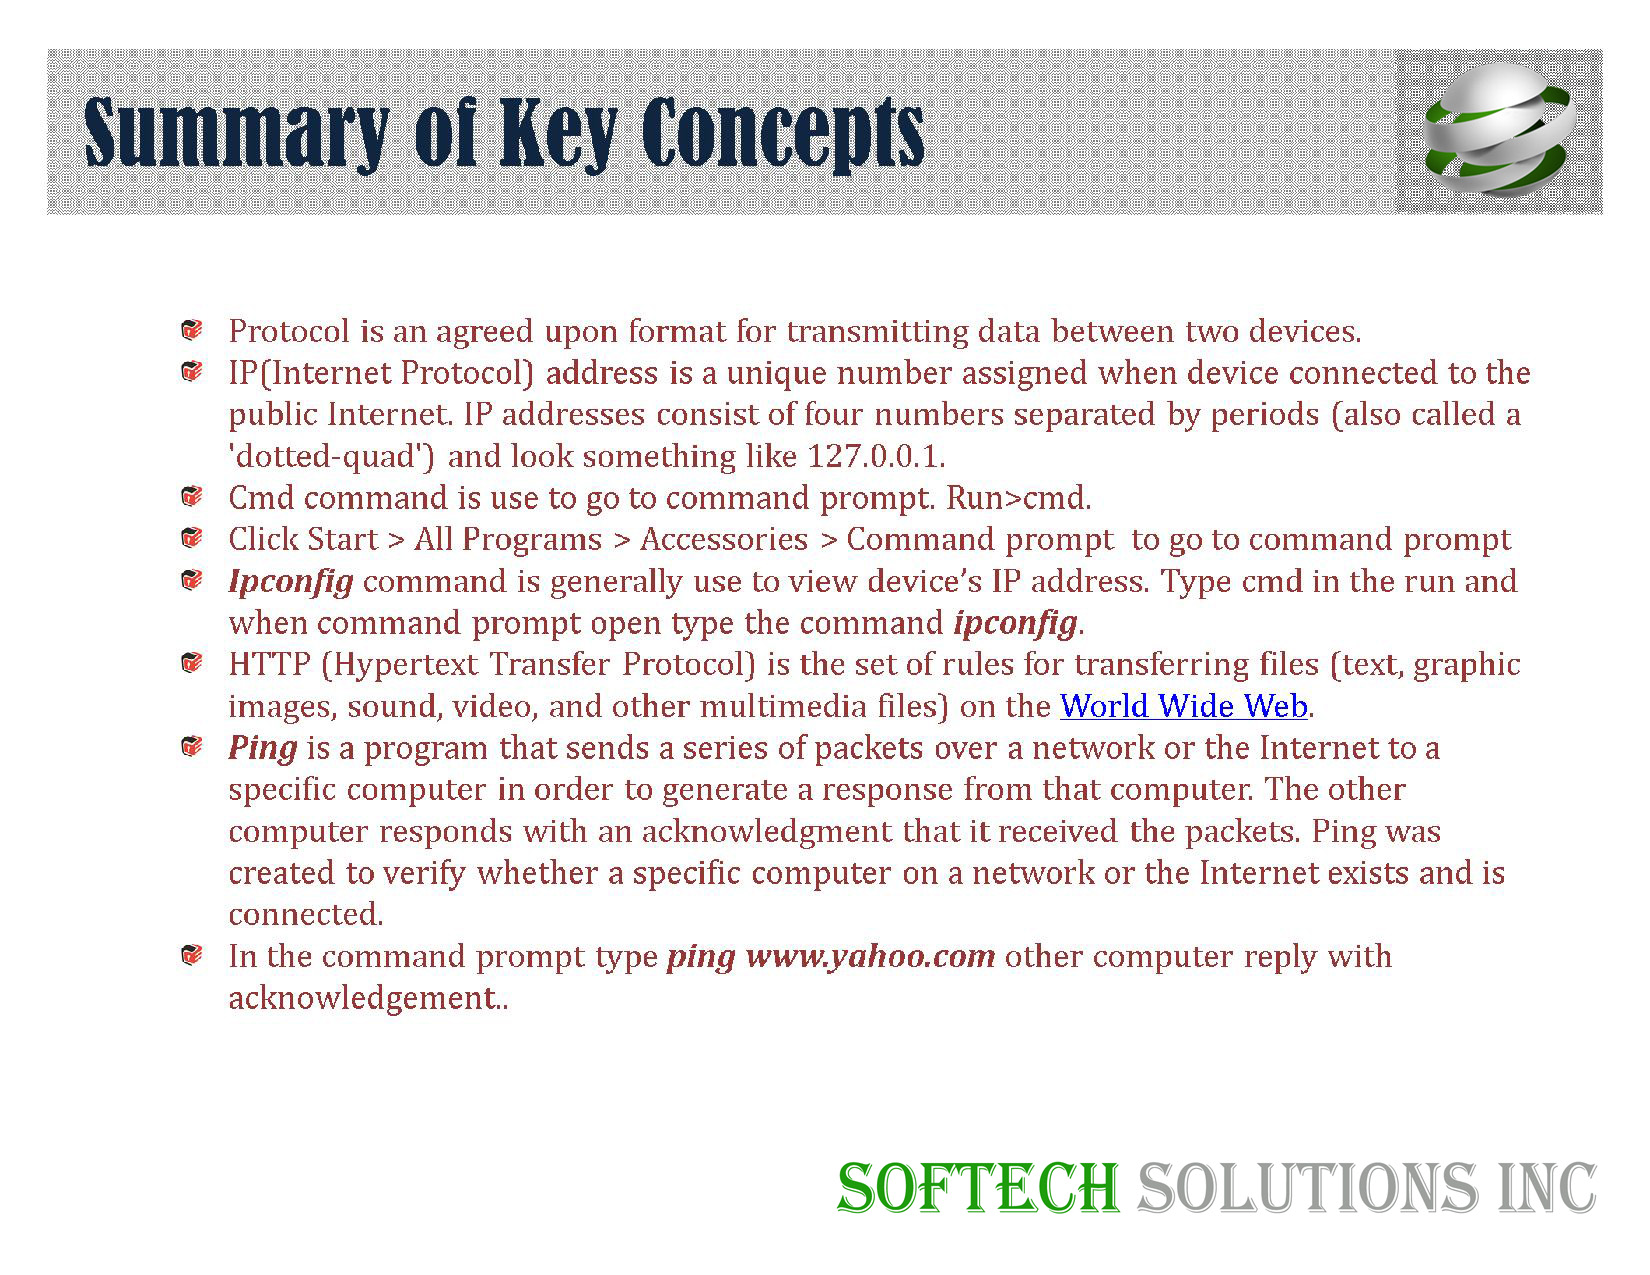 Summary of Key Concepts
Protocol is an agreed upon format for transmitting data between two devices.
IP(Internet Protocol) address is a unique number assigned when device connected to the
public Internet. IP addresses consist of four numbers separated by periods (also called a
'dotted-quad') and look something like 127.0.0.1.
Cmd command is use to go to command prompt. Run>cmd.
Click Start > All Programs > Accessories > Command prompt  to go to command prompt
Ipconfig command is generally use to view device’s IP address. Type cmd in the run and
when command prompt open type the command ipconfig.
HTTP (Hypertext Transfer Protocol) is the set of rules for transferring files (text, graphic
images, sound, video, and other multimedia files) on the World Wide Web.
Ping is a program that sends a series of packets over a network or the Internet to a
specific computer in order to generate a response from that computer. The other
computer responds with an acknowledgment that it received the packets. Ping was
created to verify whether a specific computer on a network or the Internet exists and is
connected.
In the command prompt type ping www.yahoo.com other computer reply with
acknowledgement..
SOFTECH SOLUTIONS INC